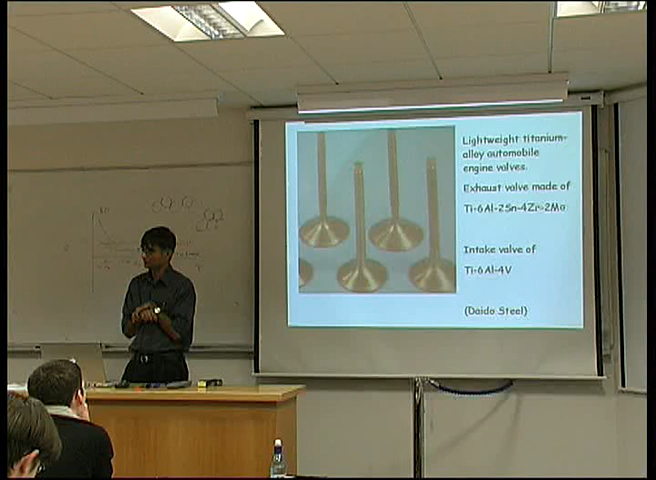 Lightweight titanium-
alloy automobile
engine valves.
Exhaust valve made of
Ti-6Al-2Sn-4Zr-2Mo
Intake valve of
Ti-6Al-4V
(Daido Steel)